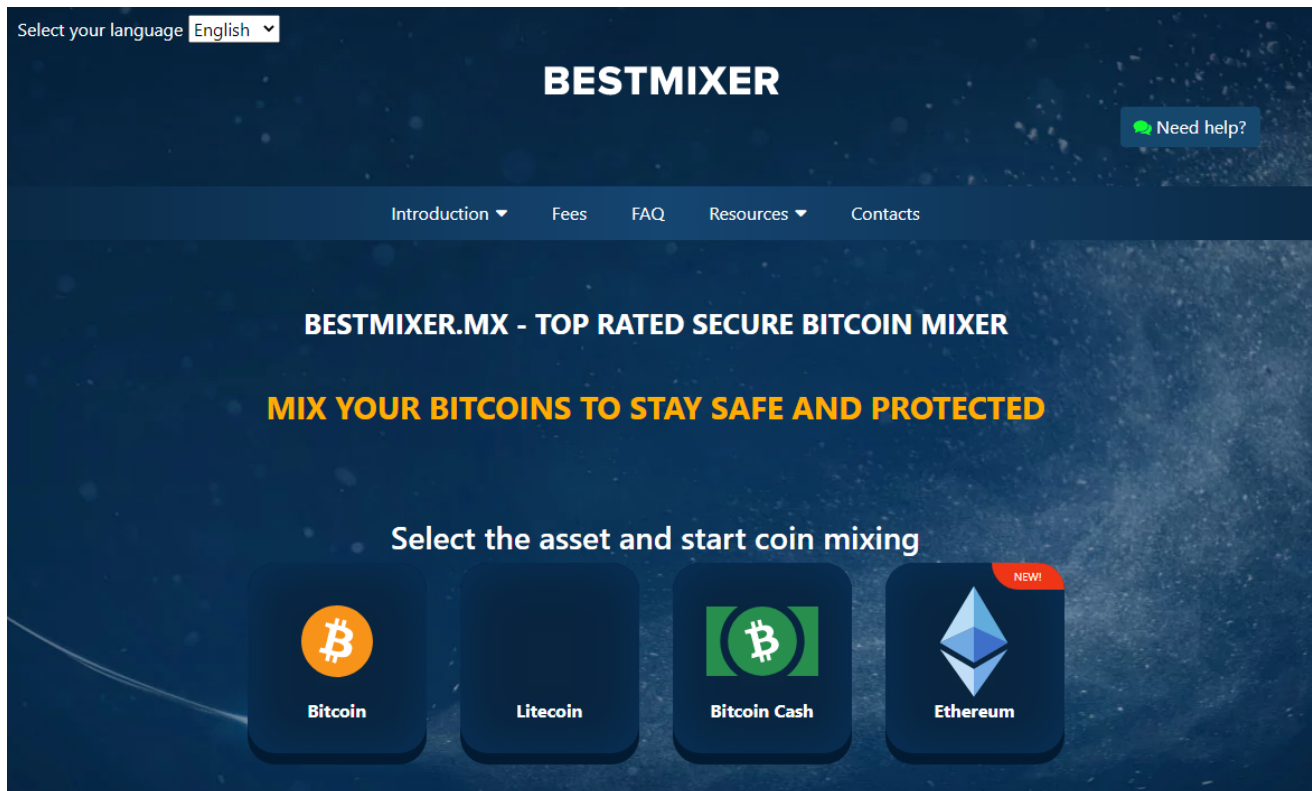 Select your language English
BESTMIXER
Need help?
Introduction Fees FAQ Resources Contacts
BESTMIXER.MX - TOP RATED SECURE BITCOIN MIXER
MIX YOUR BITCOINS TO STAY SAFE AND PROTECTED
Select the asset and start coin mixing
NEW!
Bitcoin Litecoin Bitcoin Cash Ethereum